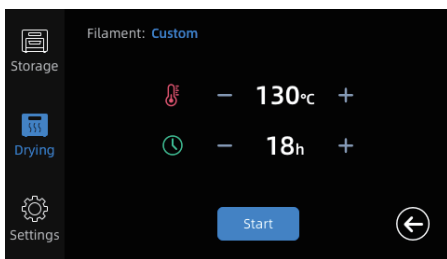 Filament: Custom
Storage
130°C
Drying
18h
Settings
Start